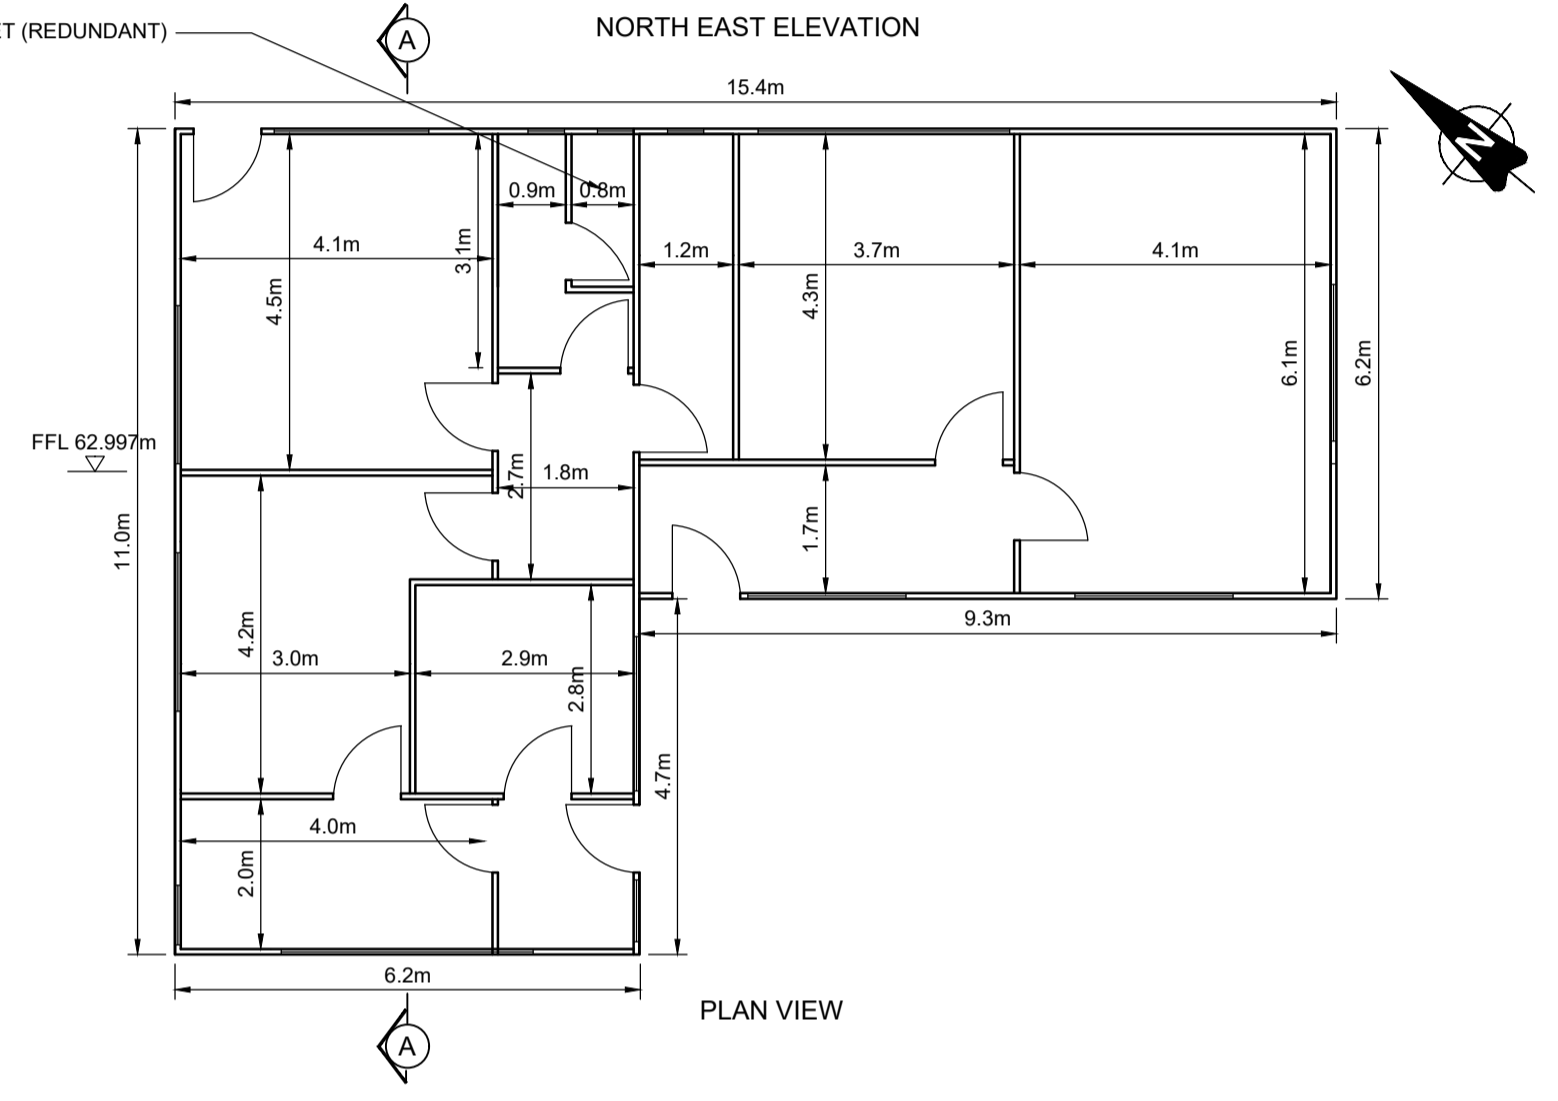 NORTH EAST ELEVATION
(REDUNDANT)
A
15.4m
N
0.9m
0.8m
4.1m
3.1m
1.2m
3.7m
4.1m
4.5m
4.3m
6.1m
6.2m
FFL 62.997m
2.7m
1.8m
11.0m
1.7m
9.3m
4.2m
3.0m
2.9m
2.8m
4.7m
4.0m
2.0m
6.2m
PLAN VIEW
A